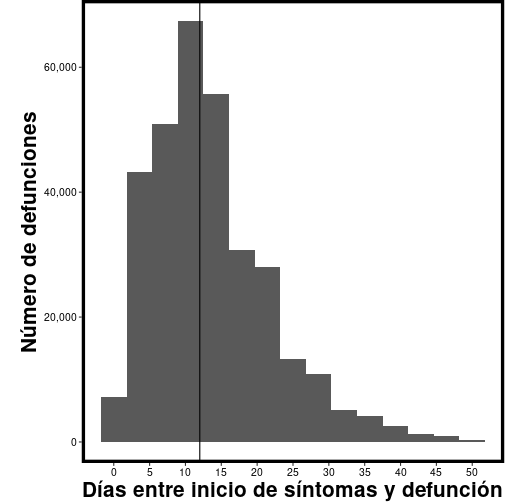 Número de defunciones
60,000
40,000
20,000
0
0 5 10 15 20 25 30 35 40 45 50
Días entre inicio de síntomas y defunción